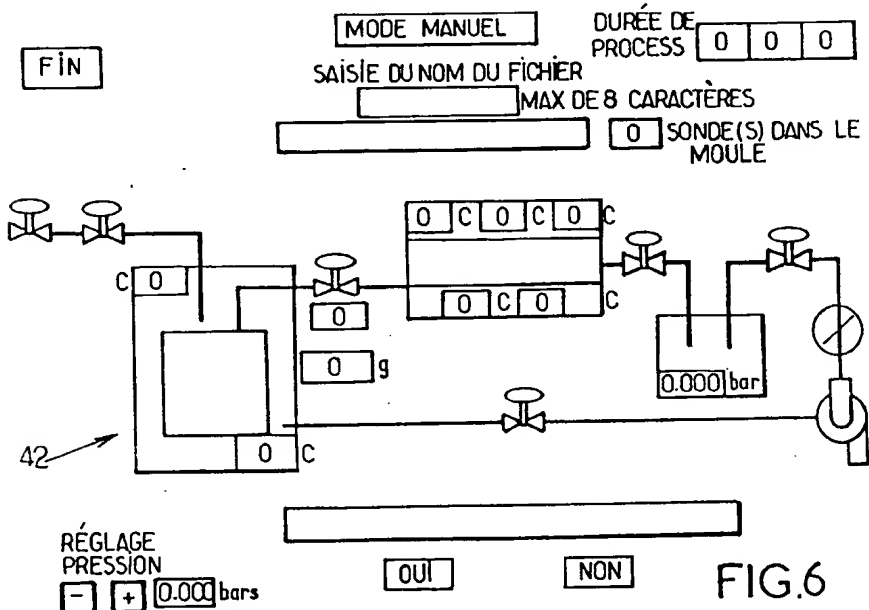 FIN
MODE MANUEL
DURÉE DE
PROCESS 0 0 0
SAISIE DU NOM DU FICHIER
MAX DE 8 CARACTÈRES
0 SONDE(S) DANS LE
MOULE
0 C 0 C 0 C
C 0
0 C 0 C
0
0 g
0.000 bar
0 C
42
RÉGLAGE
PRESSION
- + 0.000 bars
OUI
NON
FIG.6